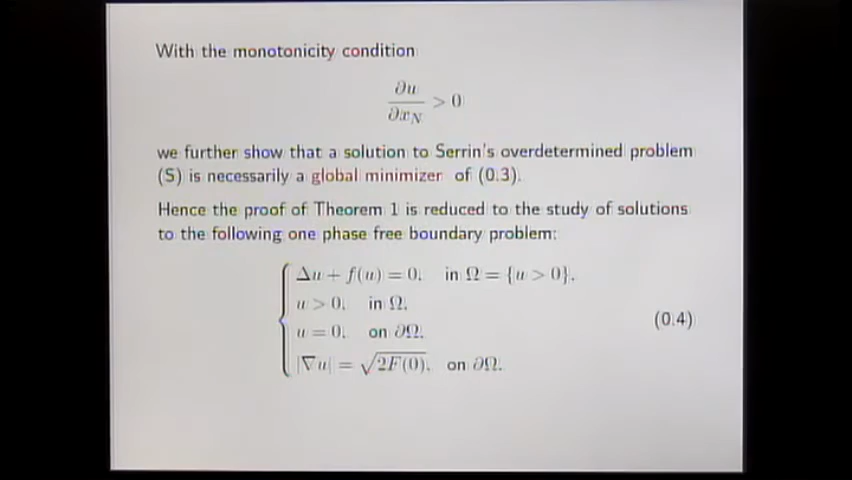 With the monotonicity condition
∂u/∂x_N > 0
we further show that a solution to Serrin's overdetermined problem
(S) is necessarily a global minimizer of (0.3).
Hence the proof of Theorem 1 is reduced to the study of solutions
to the following one phase free boundary problem:
Δu + f(u) = 0, in Ω = {u > 0},
u > 0, in Ω,
u = 0, on ∂Ω,
(0.4)
|∇u| = √2F(0), on ∂Ω.